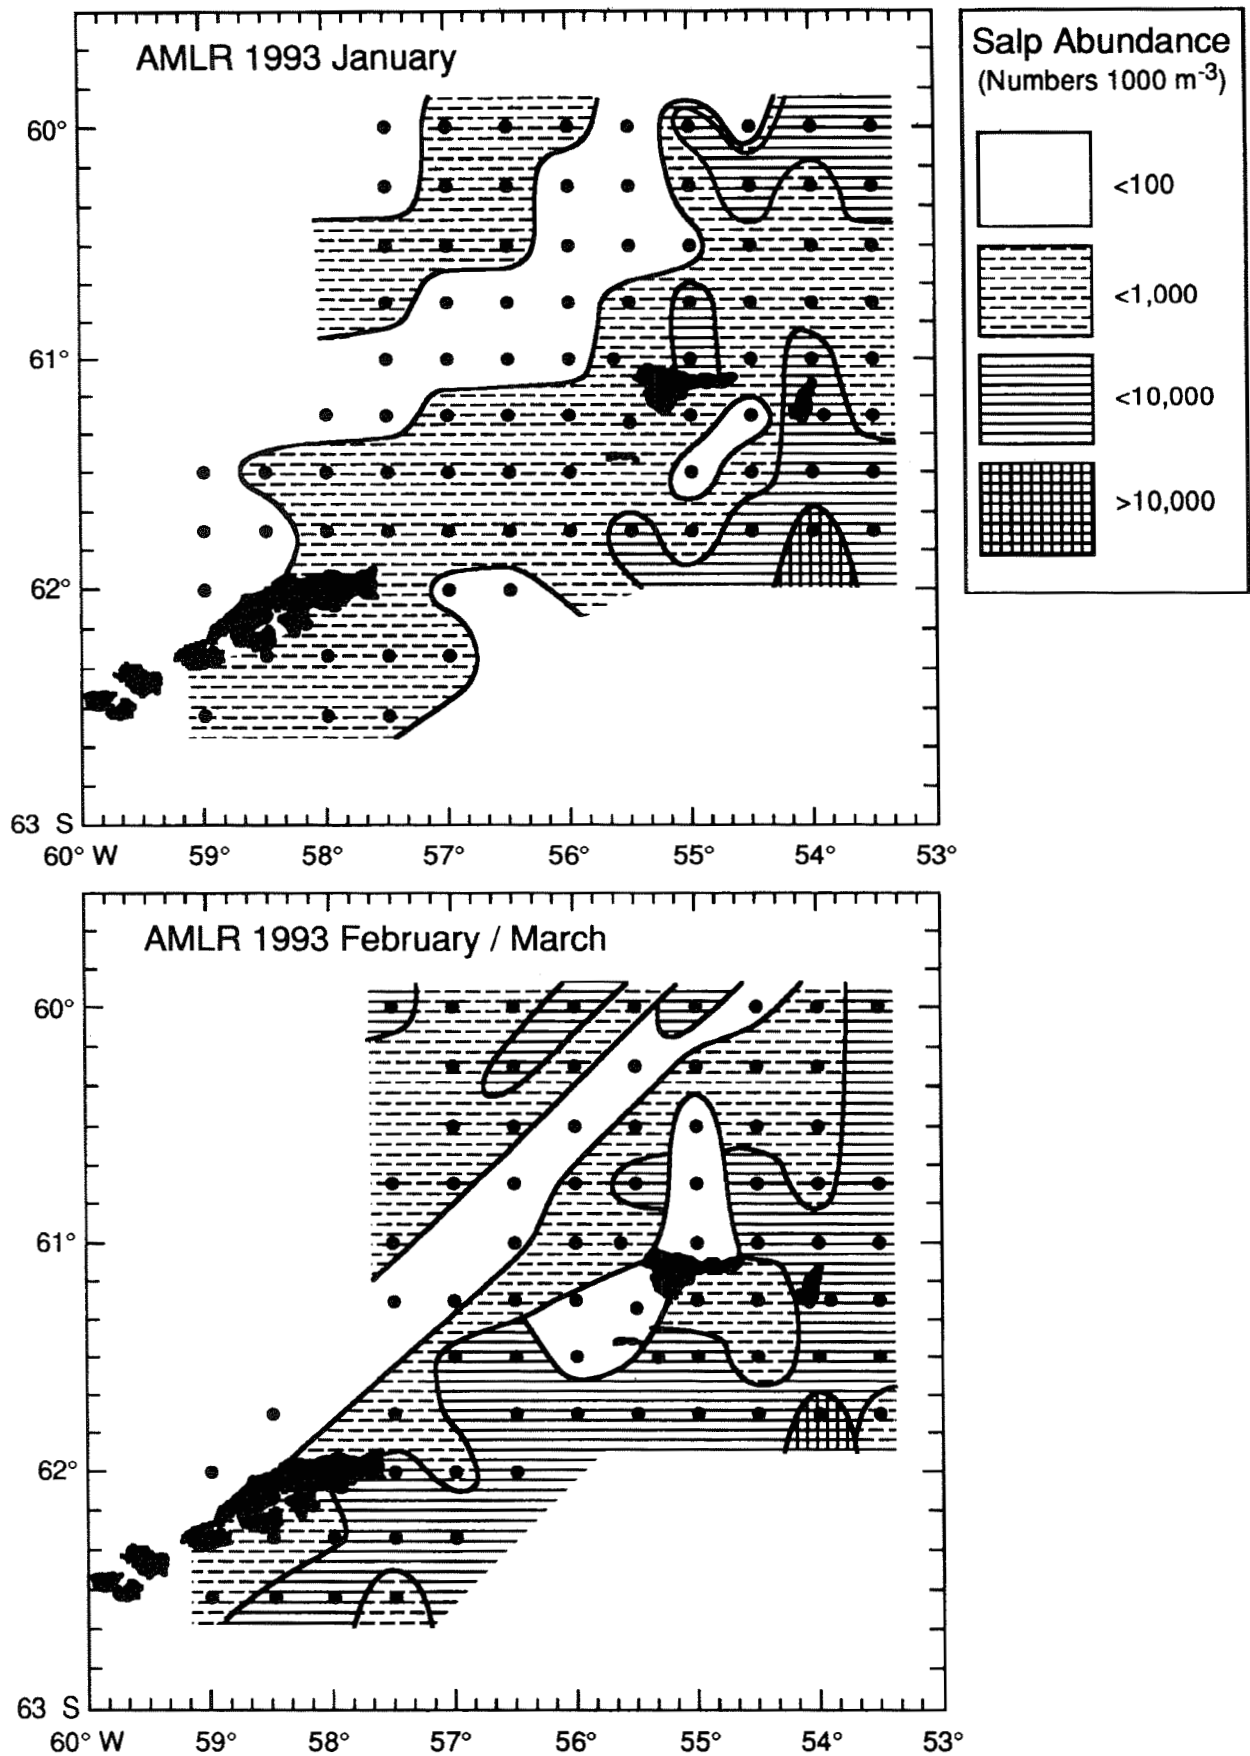 AMLR 1993 January
Salp Abundance
(Numbers 1000 m-3)
<100
<1,000
<10,000
>10,000
60°
61°
62°
63 S
60° W 59° 58° 57° 56° 55° 54° 53°
AMLR 1993 February / March
60°
61°
62°
63 S
60° W 59° 58° 57° 56° 55° 54° 53°